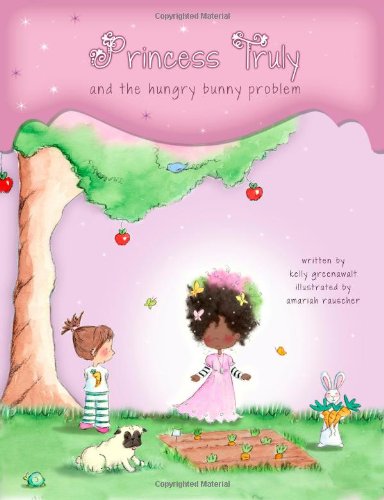 Copyrighted Material
Princess Truly
and the hungry bunny problem
written by
kelly greenawalt
illustrated by
amariah rauscher
Copyrighted Material